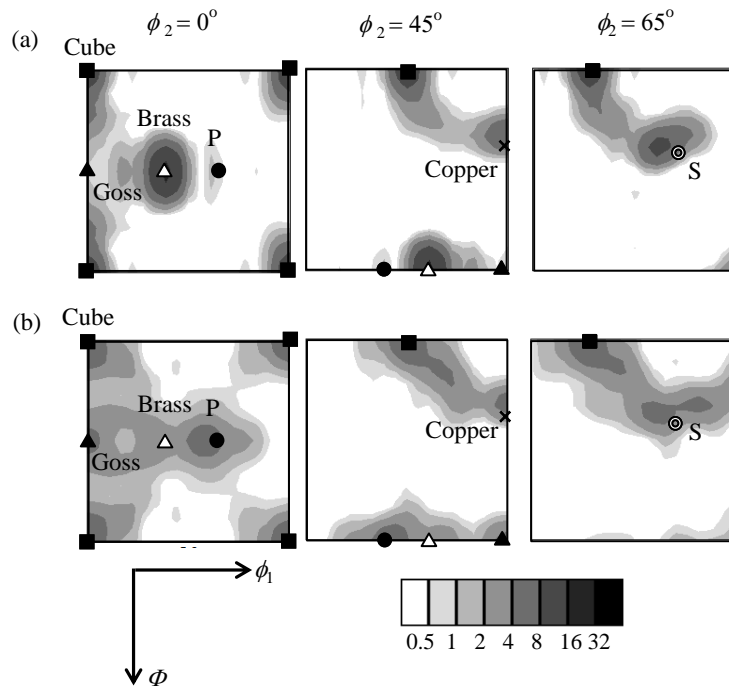 ϕ2 = 0° ϕ2 = 45° ϕ2 = 65°
(a)
Cube
Brass
P
Goss
Copper
S
(b)
Cube
Brass
P
Goss
Copper
S
ϕ1
Φ
0.5 1 2 4 8 16 32